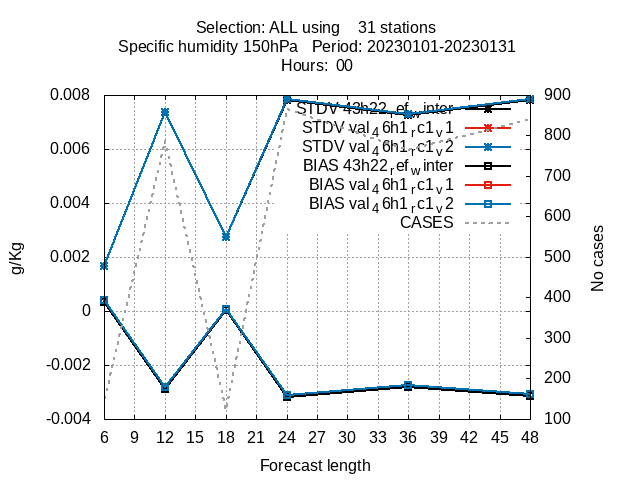 Selection: ALL using 31 stations
Specific humidity 150hPa Period: 20230101-20230131
Hours: 00
0.008
0.006
0.004
0.002
0
-0.002
-0.004
g/Kg
STDV 43h22_ref_winter
STDV val_46h1_rc1_v1
STDV val_46h1_rc1_v2
BIAS 43h22_ref_winter
BIAS val_46h1_rc1_v1
BIAS val_46h1_rc1_v2
CASES
900
800
700
600
500
400
300
200
100
No cases
6 9 12 15 18 21 24 27 30 33 36 39 42 45 48
Forecast length